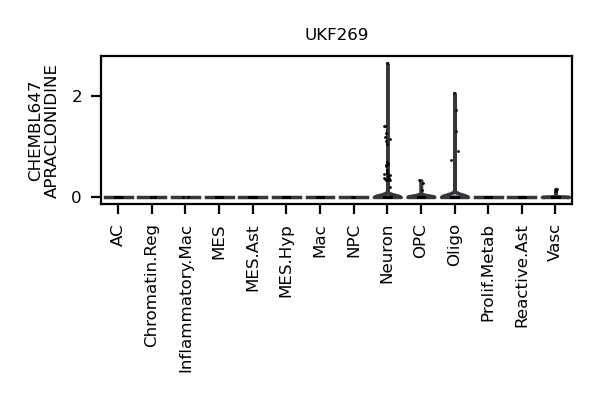 UKF269
CHEMBL647
APRACLONIDINE
2
0
AC
Chromatin.Reg
Inflammatory.Mac
MES
MES.Ast
MES.Hyp
Mac
NPC
Neuron
OPC
Oligo
Prolif.Metab
Reactive.Ast
Vasc